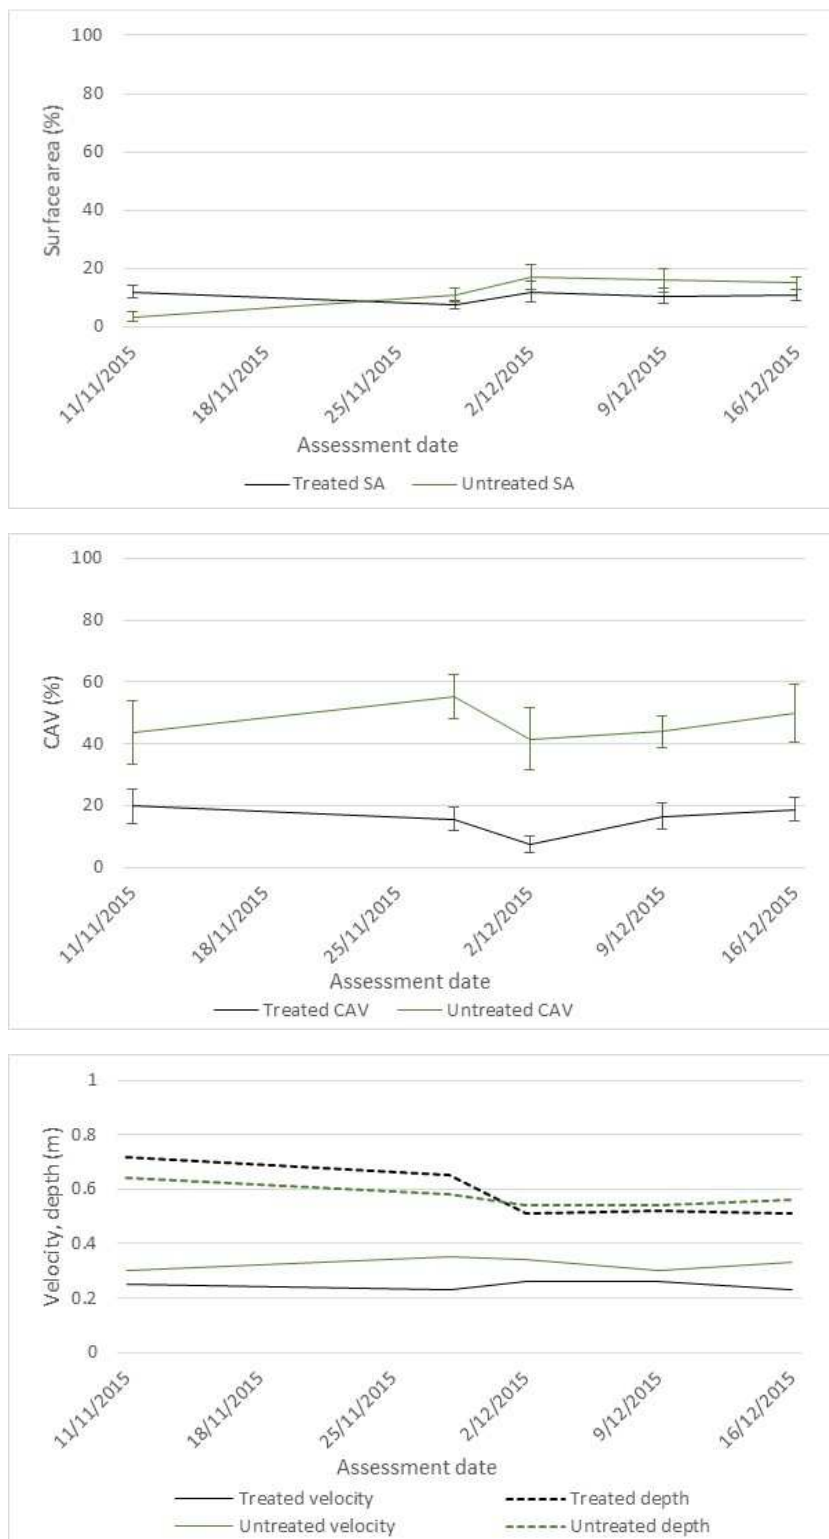 100
80
60
40
20
0
Surface area (%)
11/11/2015
18/11/2015
25/11/2015
2/12/2015
9/12/2015
16/12/2015
Assessment date
Treated SA
Untreated SA
100
80
60
40
20
0
CAV (%)
11/11/2015
18/11/2015
25/11/2015
2/12/2015
9/12/2015
16/12/2015
Assessment date
Treated CAV
Untreated CAV
1
0.8
0.6
0.4
0.2
0
Velocity, depth (m)
11/11/2015
18/11/2015
25/11/2015
2/12/2015
9/12/2015
16/12/2015
Assessment date
Treated velocity
Treated depth
Untreated velocity
Untreated depth